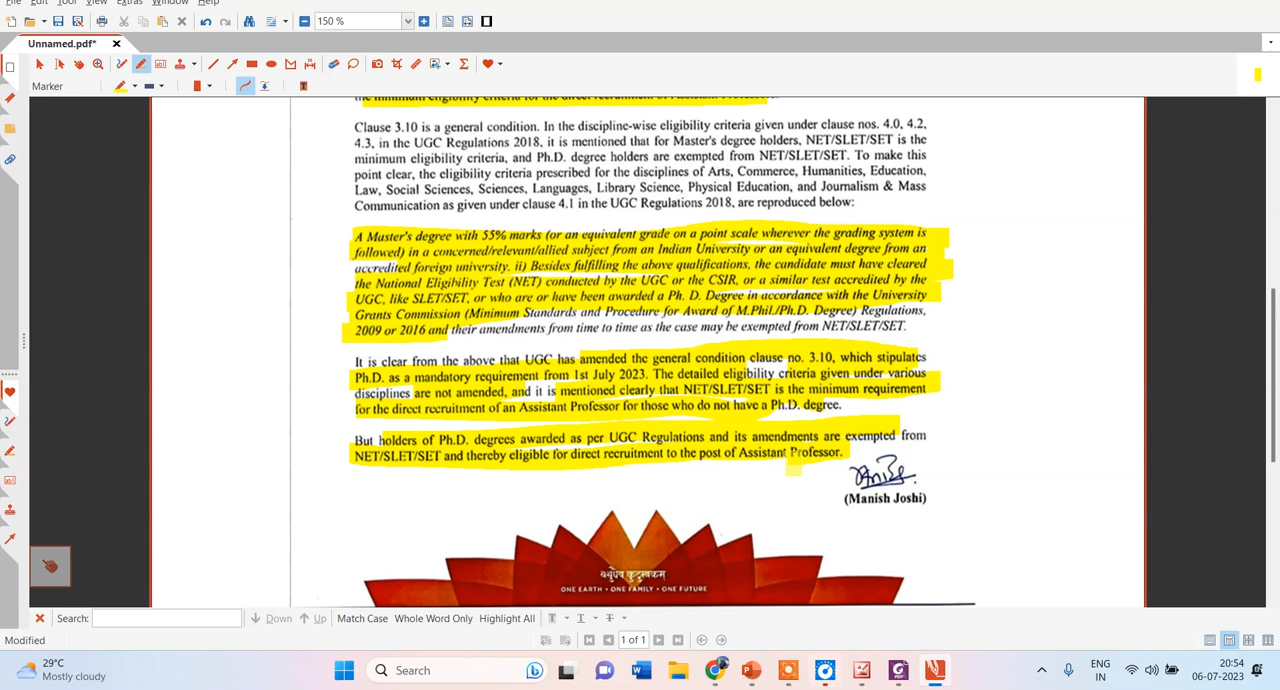 File Edit Tool View Extras Window Help
150 %
Unnamed.pdf*
Marker
the minimum eligibility criteria for the direct recruitment of Assistant Professors.
Clause 3.10 is a general condition. In the discipline-wise eligibility criteria given under clause nos. 4.0, 4.2,
4.3, in the UGC Regulations 2018, it is mentioned that for Master's degree holders, NET/SLET/SET is the
minimum eligibility criteria, and Ph.D. degree holders are exempted from NET/SLET/SET. To make this
point clear, the eligibility criteria prescribed for the disciplines of Arts, Commerce, Humanities, Education,
Law, Social Sciences, Sciences, Languages, Library Science, Physical Education, and Journalism & Mass
Communication as given under clause 4.1 in the UGC Regulations 2018, are reproduced below:
A Master's degree with 55% marks (or an equivalent grade on a point scale wherever the grading system is
followed) in a concerned/relevant/allied subject from an Indian University or an equivalent degree from an
accredited foreign university. ii) Besides fulfilling the above qualifications, the candidate must have cleared
the National Eligibility Test (NET) conducted by the UGC or the CSIR, or a similar test accredited by the
UGC, like SLET/SET, or who are or have been awarded a Ph. D. Degree in accordance with the University
Grants Commission (Minimum Standards and Procedure for Award of M.Phil./Ph.D. Degree) Regulations,
2009 or 2016 and their amendments from time to time as the case may be exempted from NET/SLET/SET.
It is clear from the above that UGC has amended the general condition clause no. 3.10, which stipulates
Ph.D. as a mandatory requirement from 1st July 2023. The detailed eligibility criteria given under various
disciplines are not amended, and it is mentioned clearly that NET/SLET/SET is the minimum requirement
for the direct recruitment of an Assistant Professor for those who do not have a Ph.D. degree.
But holders of Ph.D. degrees awarded as per UGC Regulations and its amendments are exempted from
NET/SLET/SET and thereby eligible for direct recruitment to the post of Assistant Professor.
(Manish Joshi)
वसुधैव कुटुम्बकम्
ONE EARTH • ONE FAMILY • ONE FUTURE
Search: Down Up Match Case Whole Word Only Highlight All
1 of 1
Modified
29°C
Mostly cloudy
Search
ENG
IN
20:54
06-07-2023